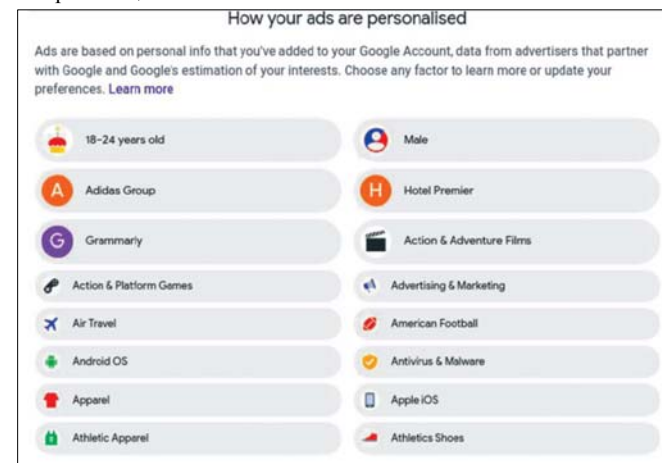 How your ads are personalised
Ads are based on personal info that you've added to your Google Account, data from advertisers that partner
with Google and Google's estimation of your interests. Choose any factor to learn more or update your
preferences. Learn more
18-24 years old
Male
A
Adidas Group
H
Hotel Premier
G
Grammarly
Action & Adventure Films
Action & Platform Games
Advertising & Marketing
Air Travel
American Football
Android OS
Antivirus & Malware
Apparel
Apple iOS
Athletic Apparel
Athletics Shoes